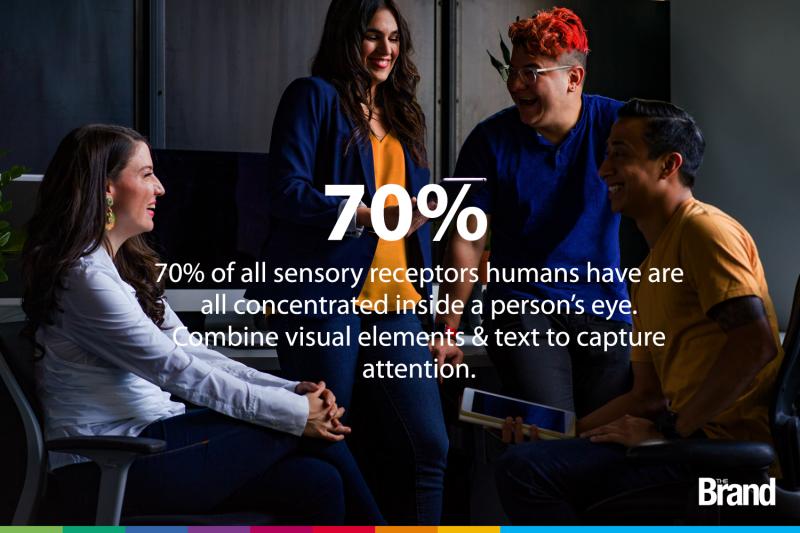 70%
70% of all sensory receptors humans have are
all concentrated inside a person's eye.
Combine visual elements & text to capture
attention.
THE
Brand